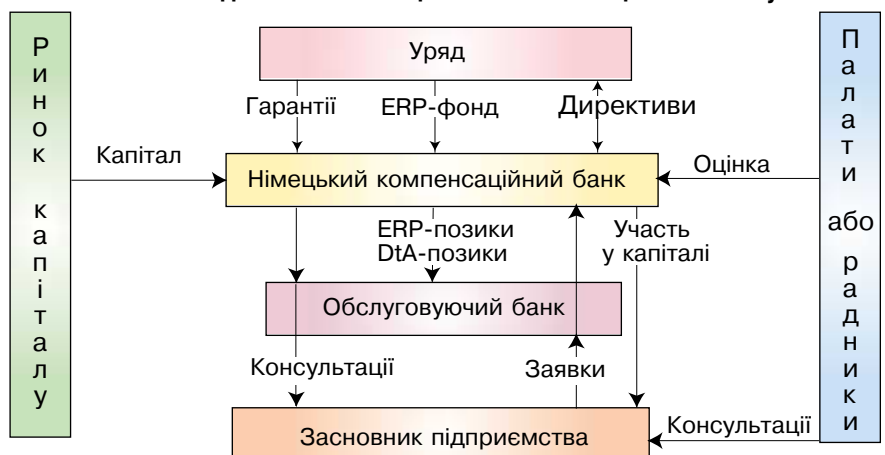 Ринок капіталу
Уряд
Гарантії
ERP-фонд
Директиви
Капітал
Німецький компенсаційний банк
Оцінка
ERP-позики
DtA-позики
Участь
у капіталі
Обслуговуючий банк
Консультації
Заявки
Засновник підприємства
Консультації
Палати або радники